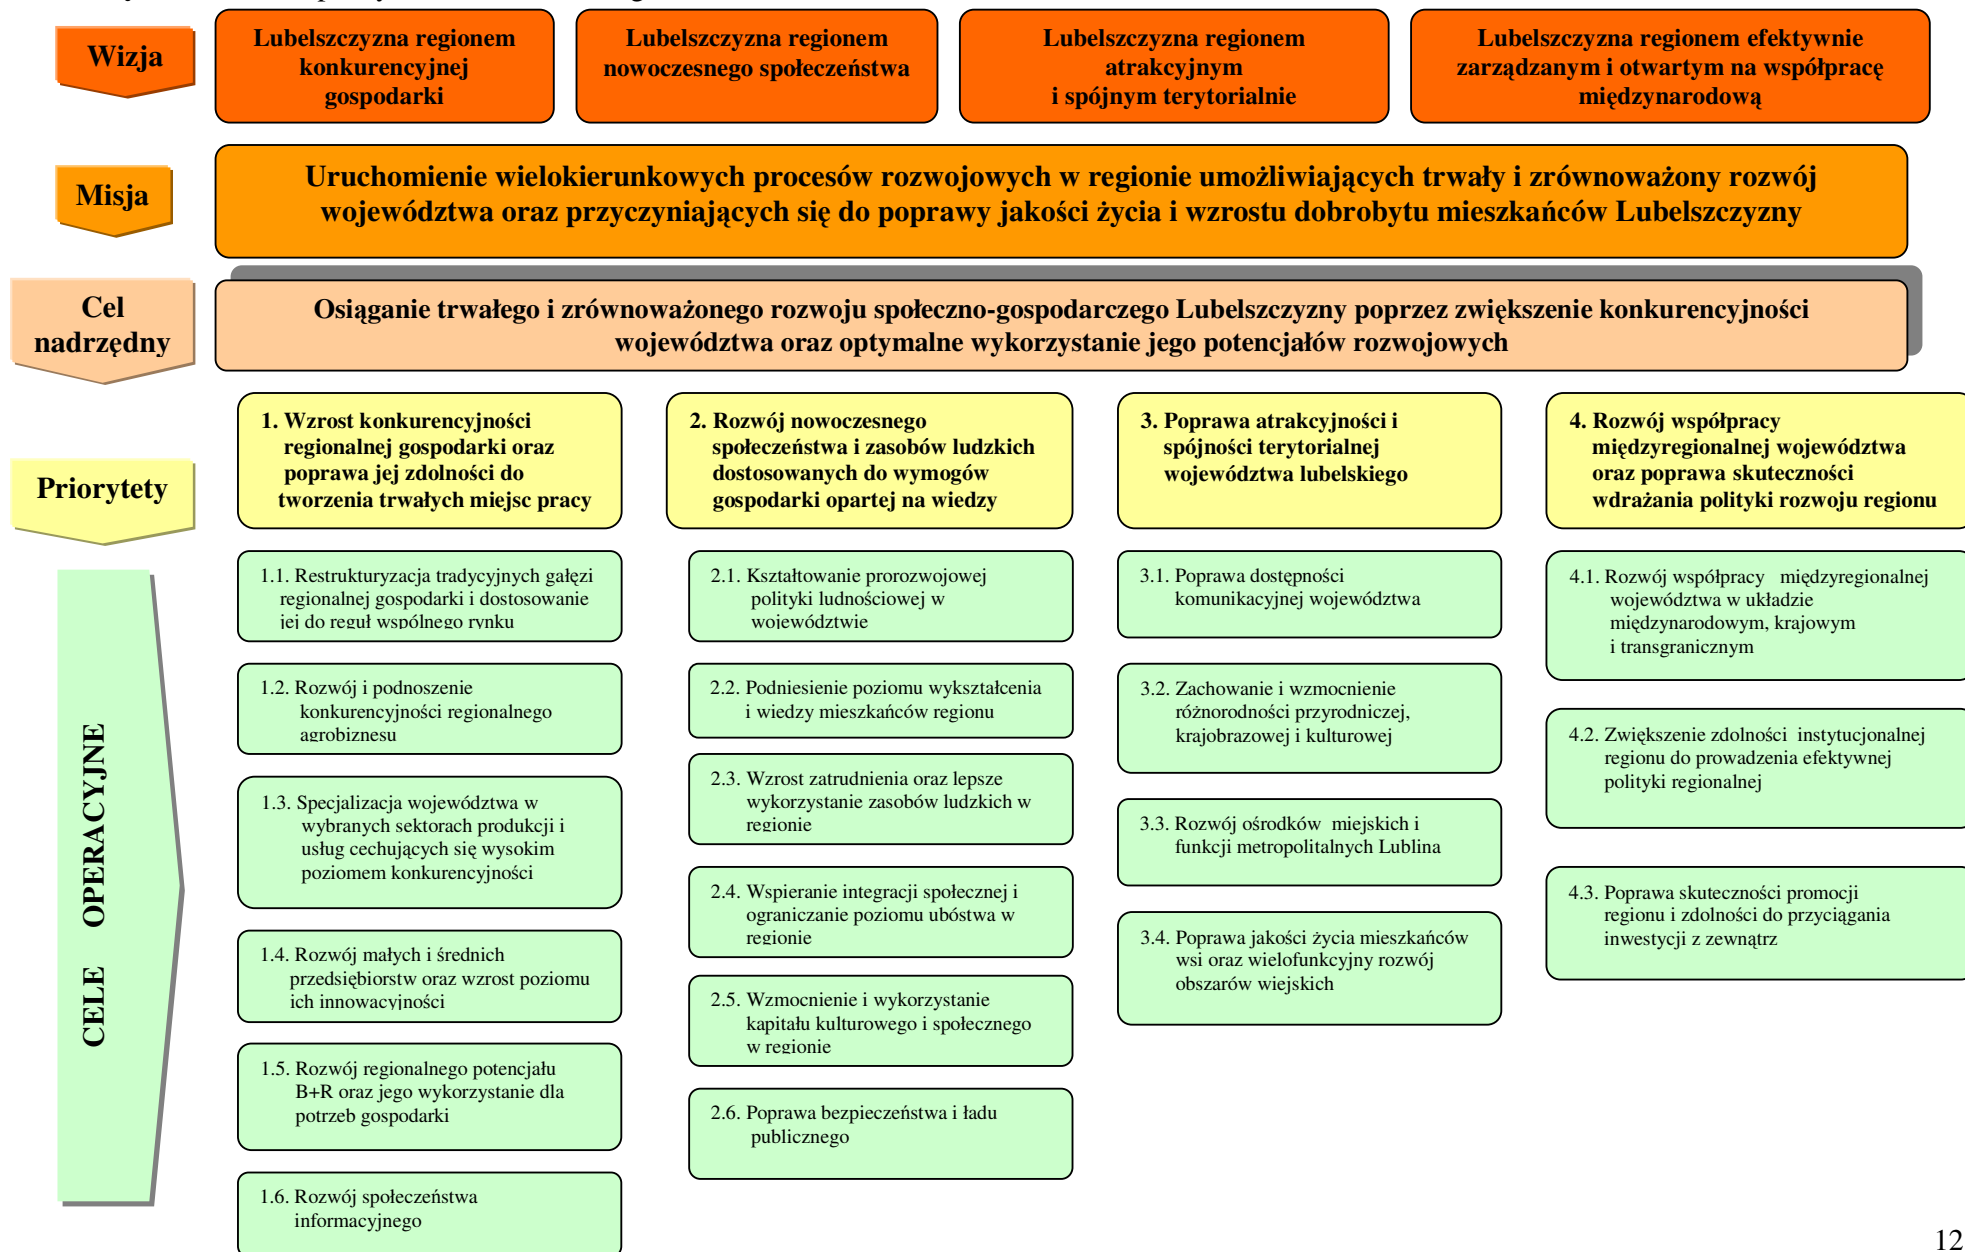 Wizja
Lubelszczyzna regionem
konkurencyjnej
gospodarki
Lubelszczyzna regionem
nowoczesnego społeczeństwa
Lubelszczyzna regionem
atrakcyjnym
i spójnym terytorialnie
Lubelszczyzna regionem efektywnie
zarządzanym i otwartym na współpracę
międzynarodową
Misja
Uruchomienie wielokierunkowych procesów rozwojowych w regionie umożliwiających trwały i zrównoważony rozwój
województwa oraz przyczyniających się do poprawy jakości życia i wzrostu dobrobytu mieszkańców Lubelszczyzny
Cel
nadrzędny
Osiąganie trwałego i zrównoważonego rozwoju społeczno-gospodarczego Lubelszczyzny poprzez zwiększenie konkurencyjności
województwa oraz optymalne wykorzystanie jego potencjałów rozwojowych
Priorytety
1. Wzrost konkurencyjności
regionalnej gospodarki oraz
poprawa jej zdolności do
tworzenia trwałych miejsc pracy
2. Rozwój nowoczesnego
społeczeństwa i zasobów ludzkich
dostosowanych do wymogów
gospodarki opartej na wiedzy
3. Poprawa atrakcyjności i
spójności terytorialnej
województwa lubelskiego
4. Rozwój współpracy
międzyregionalnej województwa
oraz poprawa skuteczności
wdrażania polityki rozwoju regionu
CELE OPERACYJNE
1.1. Restrukturyzacja tradycyjnych gałęzi
regionalnej gospodarki i dostosowanie
jej do reguł wspólnego rynku
1.2. Rozwój i podnoszenie
konkurencyjności regionalnego
agrobiznesu
1.3. Specjalizacja województwa w
wybranych sektorach produkcji i
usług cechujących się wysokim
poziomem konkurencyjności
1.4. Rozwój małych i średnich
przedsiębiorstw oraz wzrost poziomu
ich innowacyjności
1.5. Rozwój regionalnego potencjału
B+R oraz jego wykorzystanie dla
potrzeb gospodarki
1.6. Rozwój społeczeństwa
informacyjnego
2.1. Kształtowanie prorozwojowej
polityki ludnościowej w
województwie
2.2. Podniesienie poziomu wykształcenia
i wiedzy mieszkańców regionu
2.3. Wzrost zatrudnienia oraz lepsze
wykorzystanie zasobów ludzkich w
regionie
2.4. Wspieranie integracji społecznej i
ograniczanie poziomu ubóstwa w
regionie
2.5. Wzmocnienie i wykorzystanie
kapitału kulturowego i społecznego
w regionie
2.6. Poprawa bezpieczeństwa i ładu
publicznego
3.1. Poprawa dostępności
komunikacyjnej województwa
3.2. Zachowanie i wzmocnienie
różnorodności przyrodniczej,
krajobrazowej i kulturowej
3.3. Rozwój ośrodków miejskich i
funkcji metropolitalnych Lublina
3.4. Poprawa jakości życia mieszkańców
wsi oraz wielofunkcyjny rozwój
obszarów wiejskich
4.1. Rozwój współpracy międzyregionalnej
województwa w układzie
międzynarodowym, krajowym
i transgranicznym
4.2. Zwiększenie zdolności instytucjonalnej
regionu do prowadzenia efektywnej
polityki regionalnej
4.3. Poprawa skuteczności promocji
regionu i zdolności do przyciągania
inwestycji z zewnątrz
12